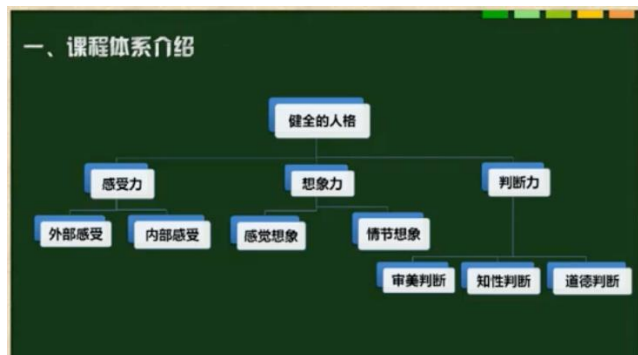 一、课程体系介绍
健全的人格
感受力
想象力
判断力
外部感受
内部感受
感觉想象
情节想象
审美判断
知性判断
道德判断